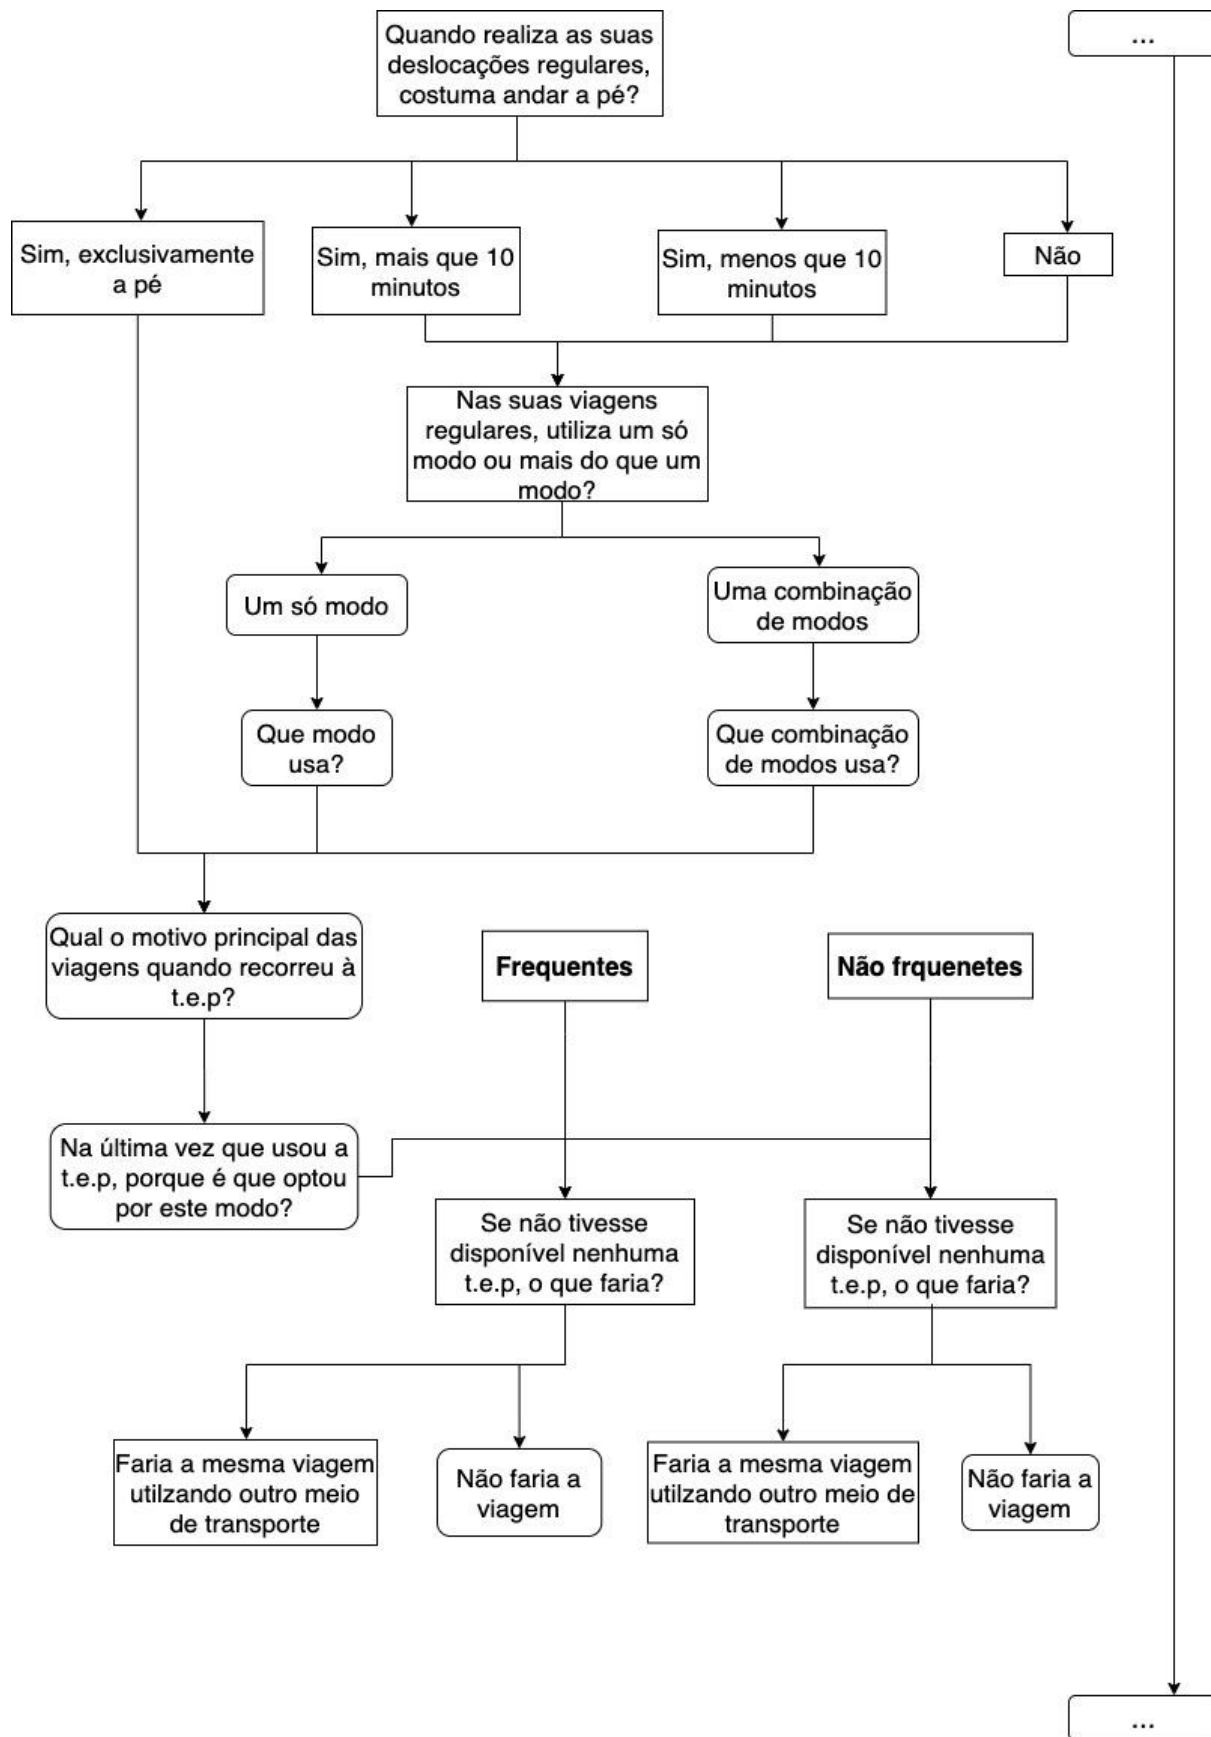 Quando realiza as suas
deslocações regulares,
costuma andar a pé?
...
Sim, exclusivamente
a pé
Sim, mais que 10
minutos
Sim, menos que 10
minutos
Não
Nas suas viagens
regulares, utiliza um só
modo ou mais do que um
modo?
Um só modo
Uma combinação
de modos
Que modo
usa?
Que combinação
de modos usa?
Qual o motivo principal das
viagens quando recorreu à
t.e.p?
Frequentes
Não frquenetes
Na última vez que usou a
t.e.p, porque é que optou
por este modo?
Se não tivesse
disponível nenhuma
t.e.p, o que faria?
Se não tivesse
disponível nenhuma
t.e.p, o que faria?
Faria a mesma viagem
utilzando outro meio
de transporte
Não faria a
viagem
Faria a mesma viagem
utilzando outro meio de
transporte
Não faria a
viagem
...